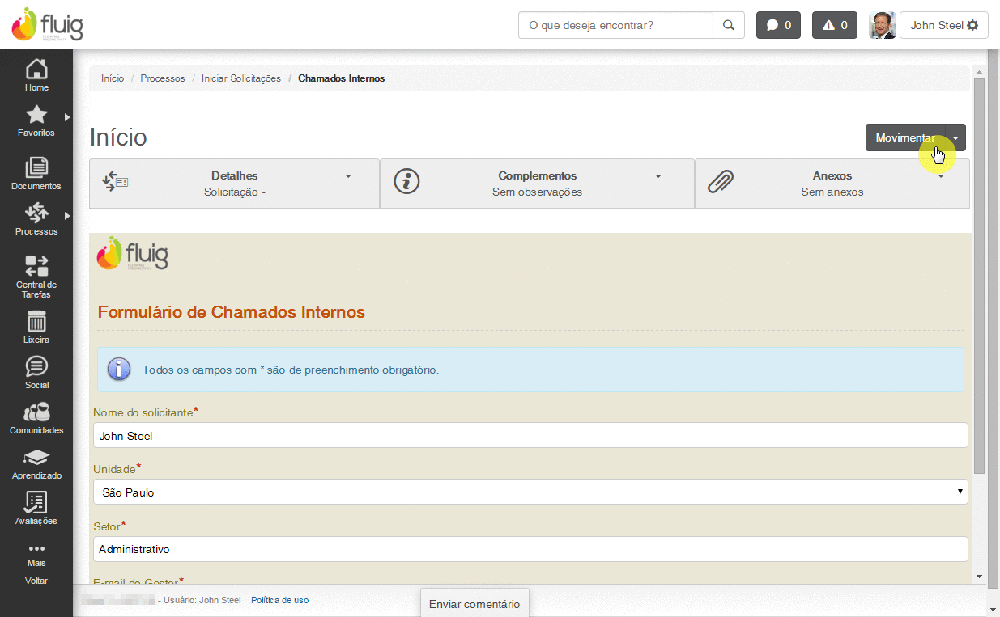 fluig
O que deseja encontrar?
0
0
John Steel
Home
Favoritos
Documentos
Processos
Central de
Tarefas
Lixeira
Social
Comunidades
Aprendizado
Avaliações
Mais
Voltar
Início / Processos / Iniciar Solicitações / Chamados Internos
Início
Movimentar
Detalhes
Solicitação -
Complementos
Sem observações
Anexos
Sem anexos
fluig
Formulário de Chamados Internos
Todos os campos com * são de preenchimento obrigatório.
Nome do solicitante*
John Steel
Unidade*
São Paulo
Setor*
Administrativo
E-mail do Gestor*
- Usuário: John Steel
Política de uso
Enviar comentário